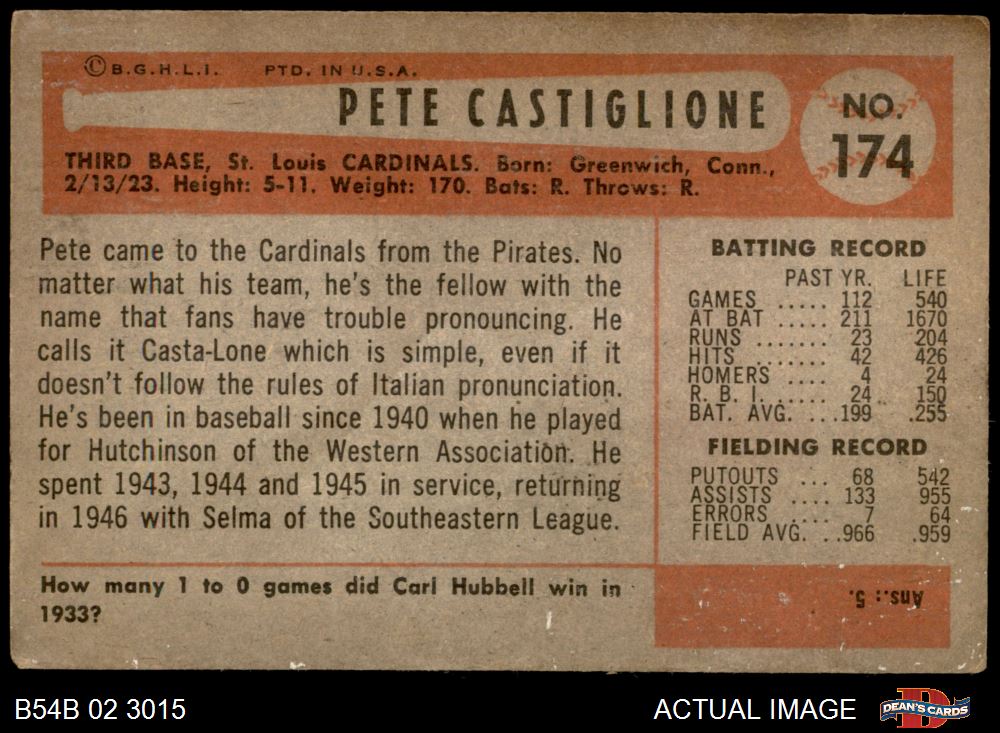 © B.G.H.L.I. PTD. IN U.S.A.
PETE CASTIGLIONE
NO.
174
THIRD BASE, St. Louis CARDINALS. Born: Greenwich, Conn.,
2/13/23. Height: 5-11. Weight: 170. Bats: R. Throws: R.
Pete came to the Cardinals from the Pirates. No
matter what his team, he's the fellow with the
name that fans have trouble pronouncing. He
calls it Casta-Lone which is simple, even if it
doesn't follow the rules of Italian pronunciation.
He's been in baseball since 1940 when he played
for Hutchinson of the Western Association. He
spent 1943, 1944 and 1945 in service, returning
in 1946 with Selma of the Southeastern League.
BATTING RECORD
PAST YR. LIFE
GAMES ..... 112 540
AT BAT ..... 211 1670
RUNS ....... 23 204
HITS ....... 42 426
HOMERS .... 4 24
R. B. I. ..... 24 150
BAT. AVG. ...199 .255
FIELDING RECORD
PUTOUTS ... 68 542
ASSISTS .... 133 955
ERRORS .... 7 64
FIELD AVG. ..966 .959
How many 1 to 0 games did Carl Hubbell win in
1933?
Ans.: 5.
B54B 02 3015
ACTUAL IMAGE
D
DEAN'S CARDS